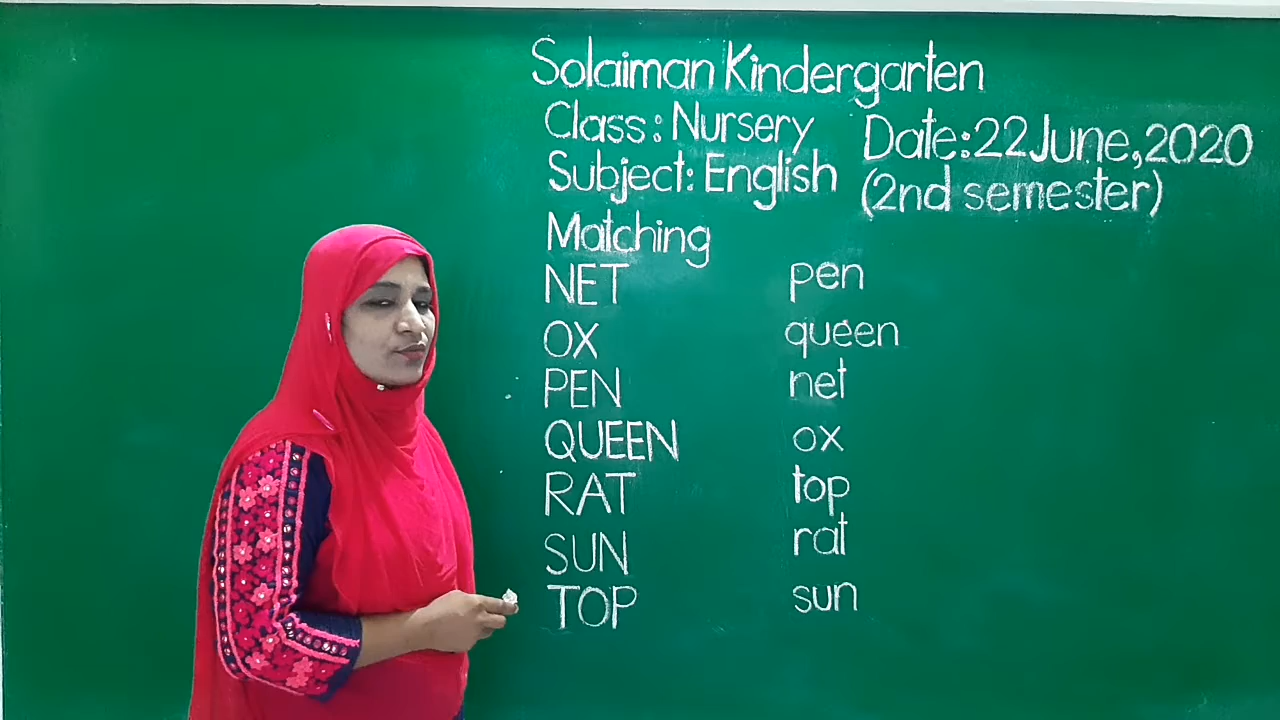 Solaiman Kindergarten
Class: Nursery Date: 22 June, 2020
Subject: English (2nd semester)
Matching
NET pen
OX queen
PEN net
QUEEN ox
RAT top
SUN rat
TOP sun